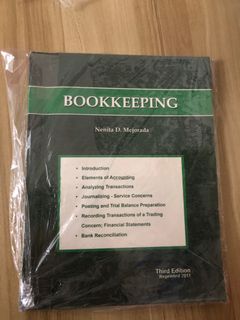 BOOKKEEPING
Nenita D. Mejorada
• Introduction
• Elements of Accounting
• Analyzing Transactions
• Journalizing - Service Concerns
• Posting and Trial Balance Preparation
• Recording Transactions of a Trading
Concern; Financial Statements
• Bank Reconciliation
Third Edition
Reprinted 2017